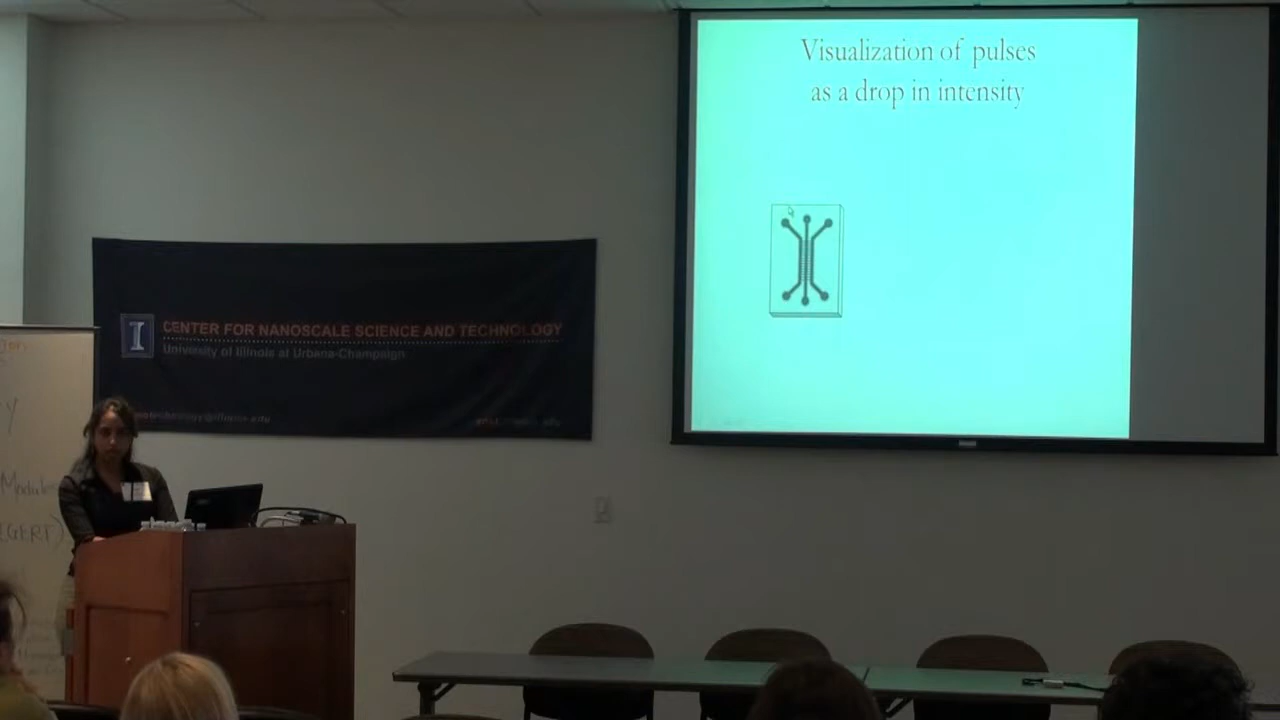 Visualization of pulses
as a drop in intensity
CENTER FOR NANOSCALE SCIENCE AND TECHNOLOGY
University of Illinois at Urbana-Champaign
I